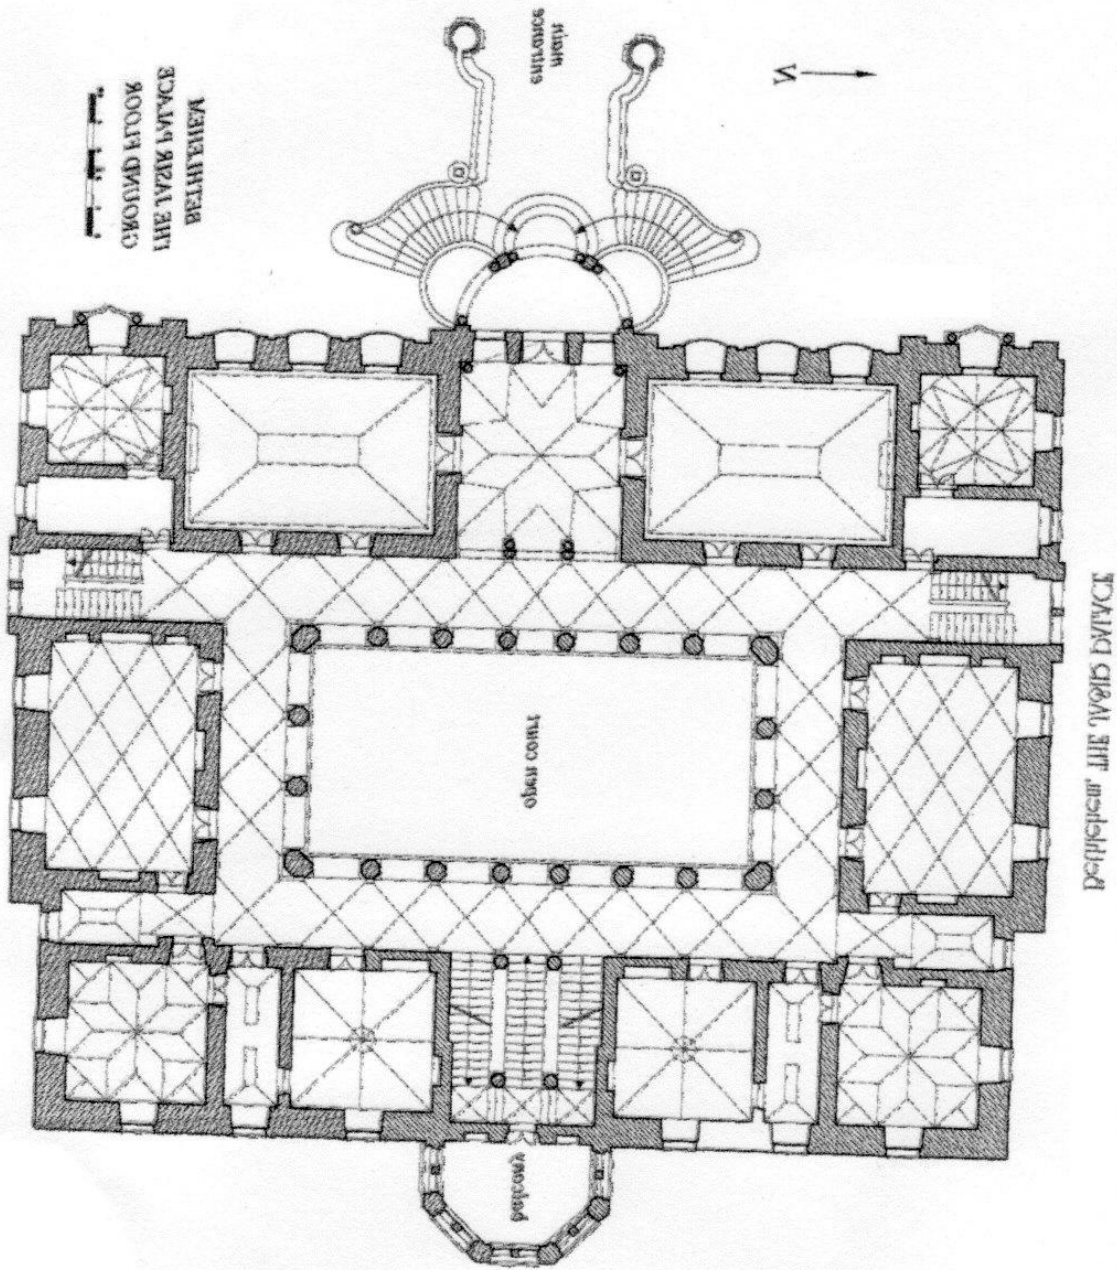 BETHLEHEM
THE JASIR PALACE
GROUND FLOOR
main
entrance
N
open court
balcony
Bethlehem, THE JASIR PALACE